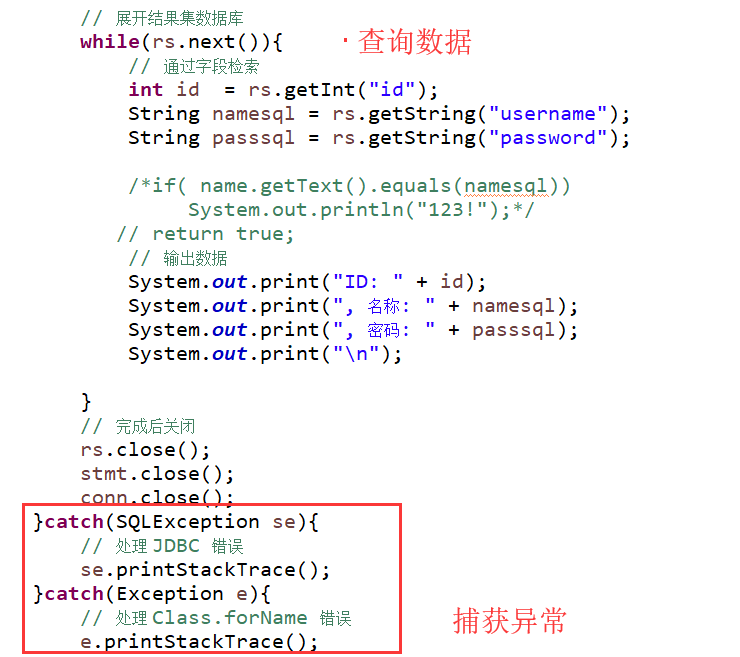 // 展开结果集数据库
while(rs.next()){
·查询数据
// 通过字段检索
int id  = rs.getInt("id");
String namesql = rs.getString("username");
String passsql = rs.getString("password");
/*if( name.getText().equals(namesql))
System.out.println("123!");*/
// return true;
// 输出数据
System.out.print("ID: " + id);
System.out.print(", 名称: " + namesql);
System.out.print(", 密码: " + passsql);
System.out.print("\n");
}
// 完成后关闭
rs.close();
stmt.close();
conn.close();
}catch(SQLException se){
// 处理 JDBC 错误
se.printStackTrace();
}catch(Exception e){
// 处理 Class.forName 错误
捕获异常
e.printStackTrace();